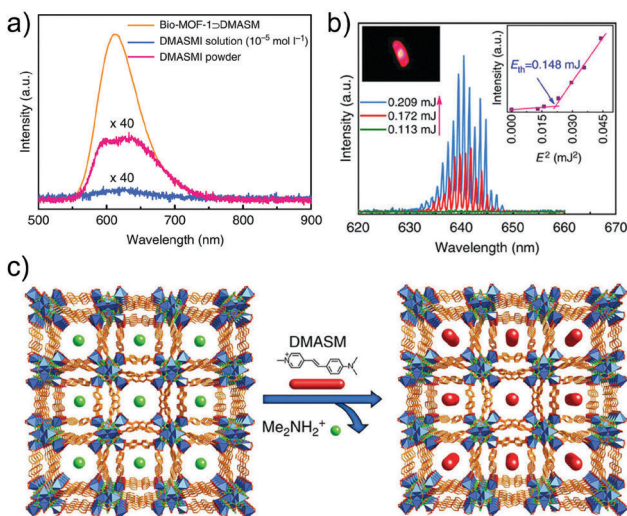 a)
Bio-MOF-1⊃DMASM
DMASMI solution (10⁻⁵ mol l⁻¹)
DMASMI powder
x 40
x 40
Intensity (a.u.)
500 600 700 800 900
Wavelength (nm)
b)
0.209 mJ
0.172 mJ
0.113 mJ
Intensity (a.u.)
Eth=0.148 mJ
0.000 0.015 0.030 0.045
E² (mJ²)
Intensity (a.u.)
620 630 640 650 660 670
Wavelength (nm)
c)
DMASM
N
+
N
Me₂NH₂⁺